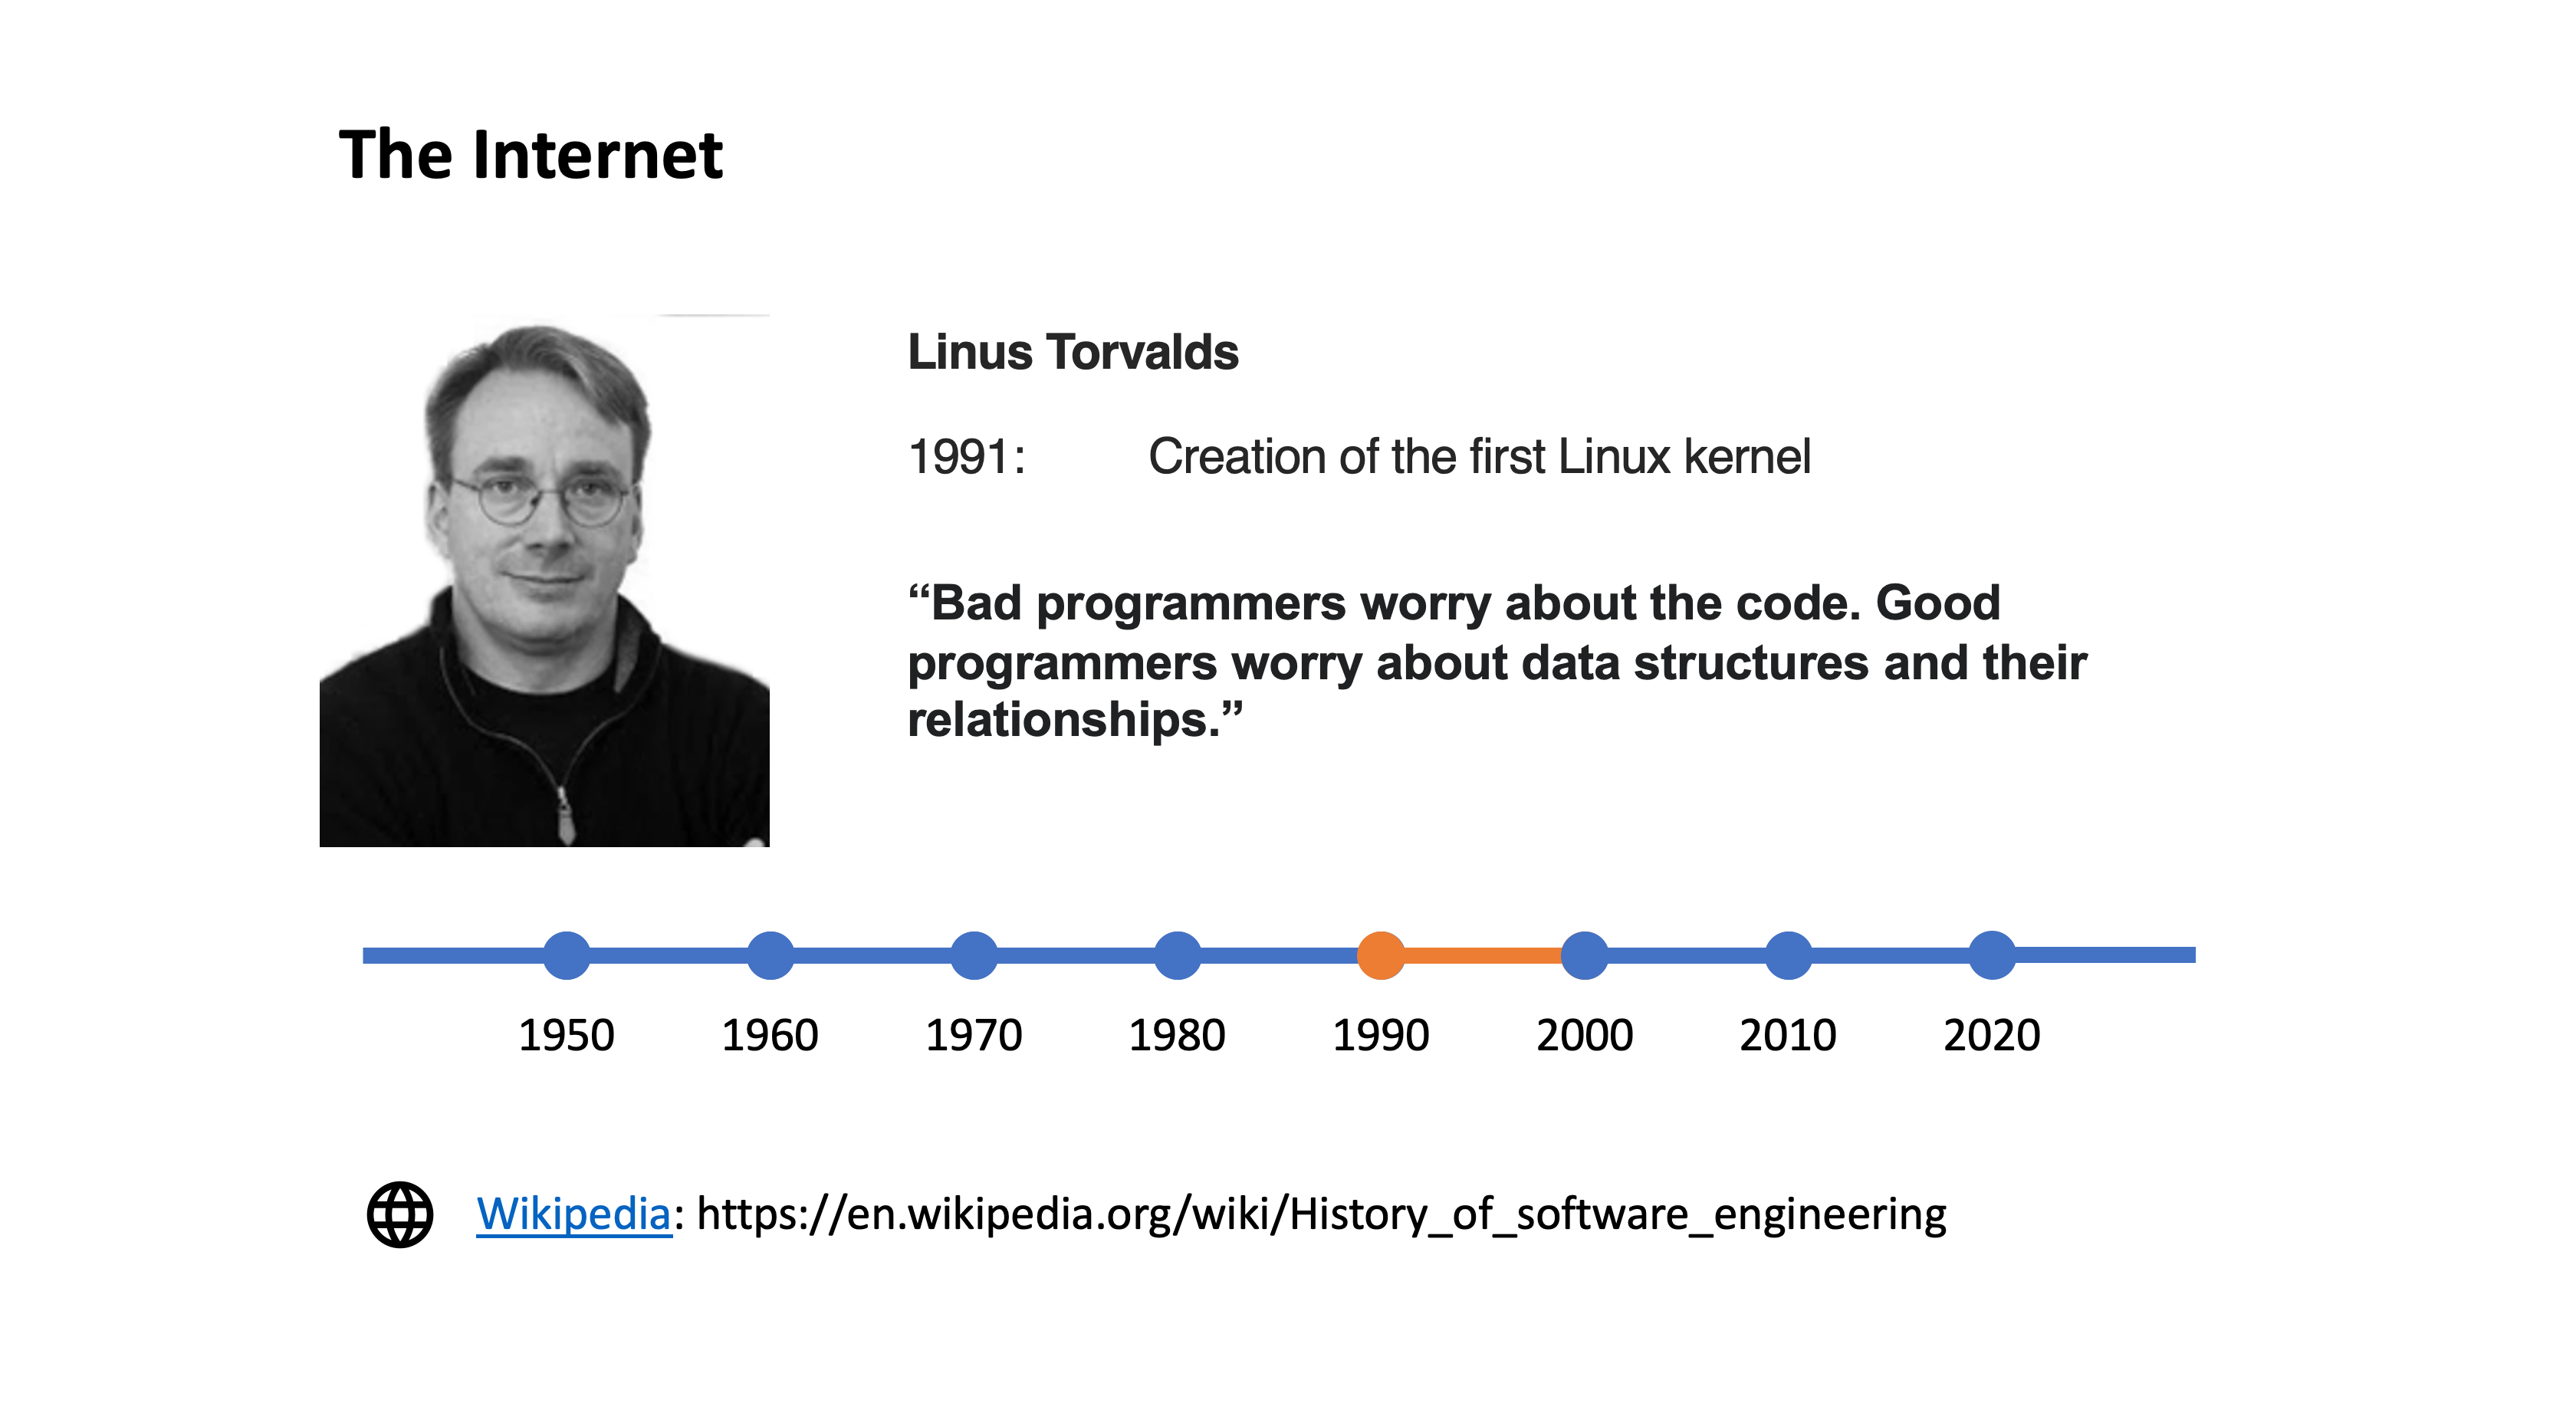 The Internet
Linus Torvalds
1991: Creation of the first Linux kernel
“Bad programmers worry about the code. Good
programmers worry about data structures and their
relationships.”
1950 1960 1970 1980 1990 2000 2010 2020
Wikipedia: https://en.wikipedia.org/wiki/History_of_software_engineering